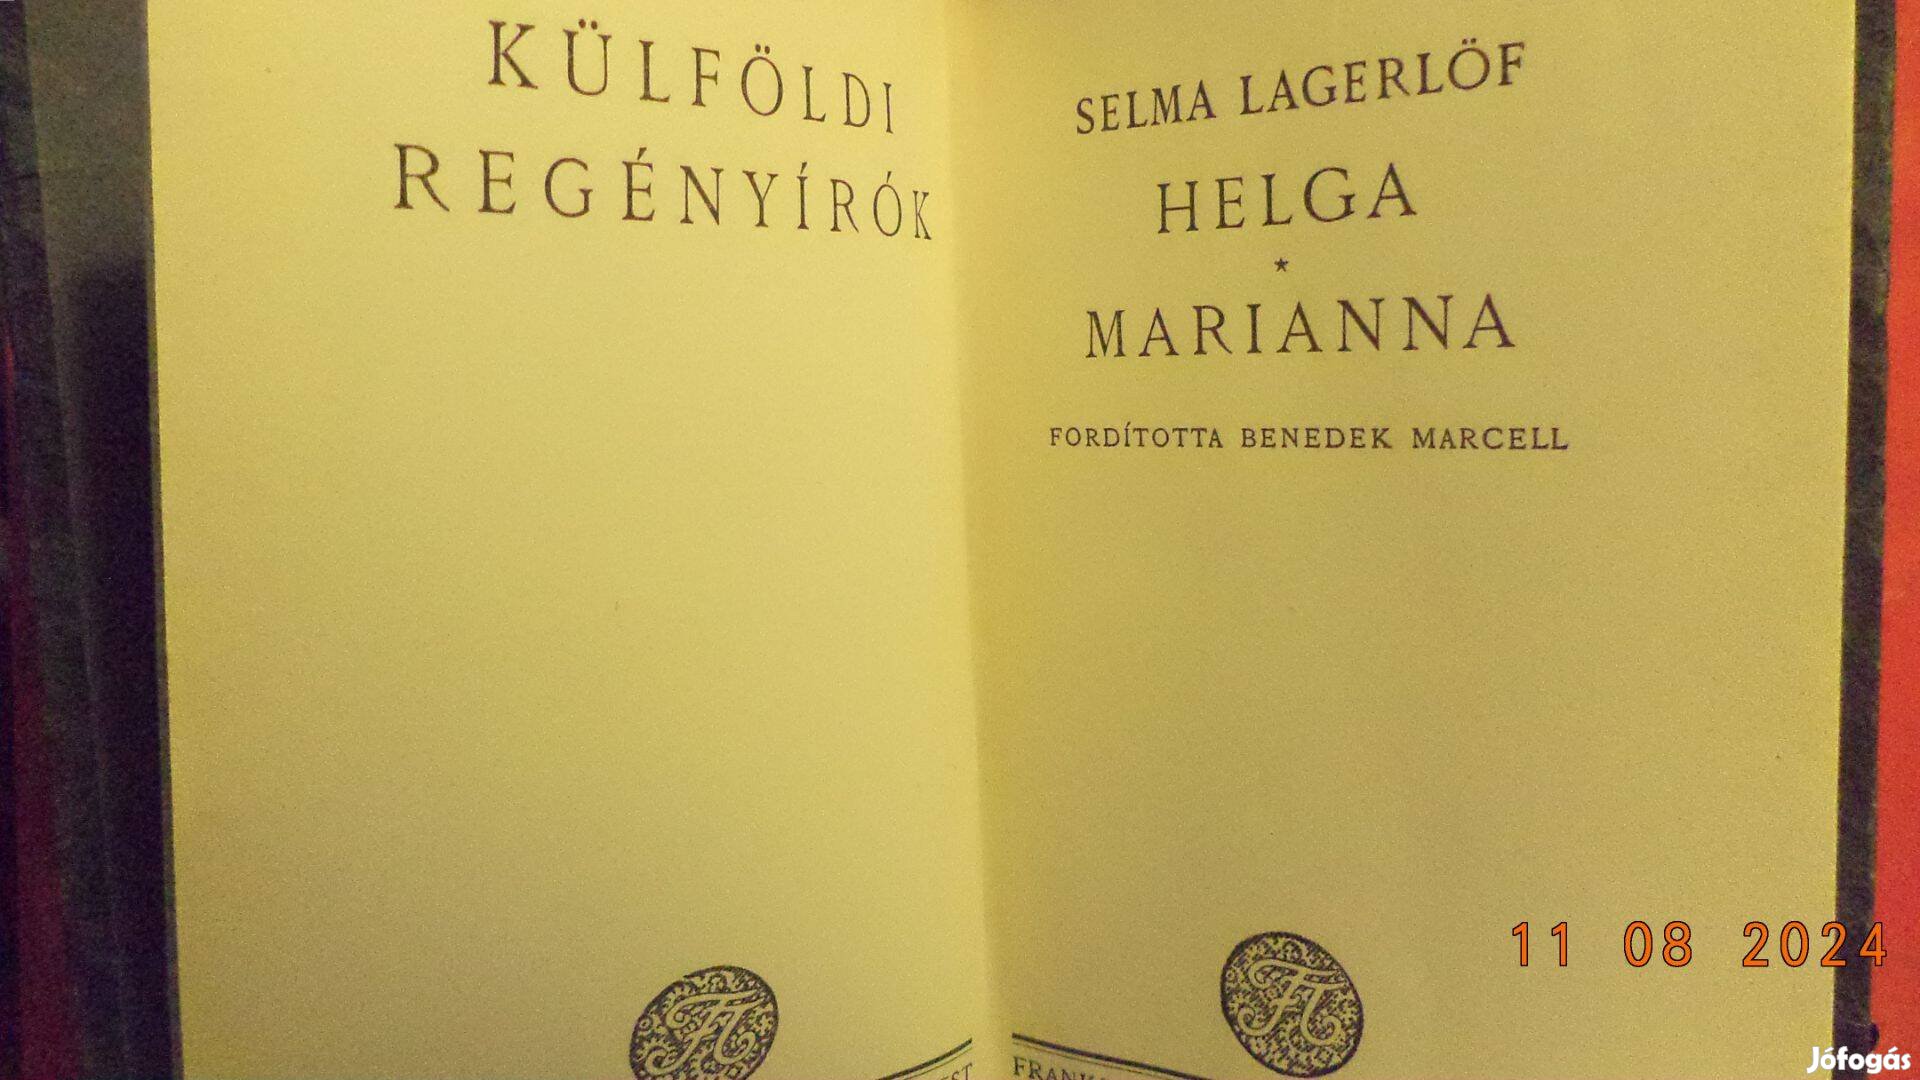 KÜLFÖLDI
REGÉNYÍRÓK
SELMA LAGERLÖF
HELGA
*
MARIANNA
FORDÍTOTTA BENEDEK MARCELL
11 08 2024
Jófogás